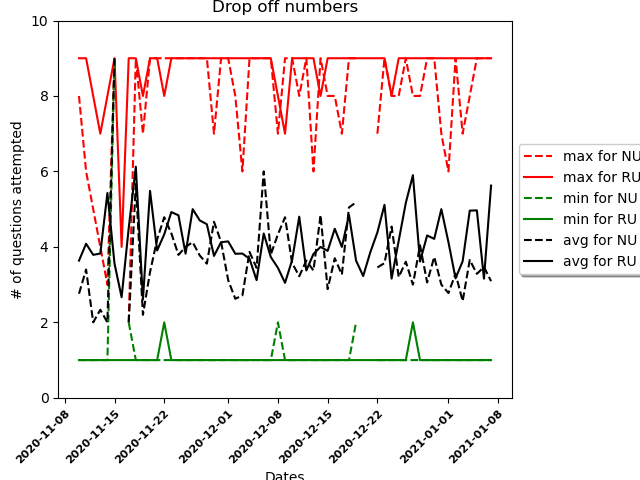 Drop off numbers
# of questions attempted
10
8
6
4
2
0
2020-11-08
2020-11-15
2020-11-22
2020-12-01
2020-12-08
2020-12-15
2020-12-22
2021-01-01
2021-01-08
Dates
max for NU
max for RU
min for NU
min for RU
avg for NU
avg for RU